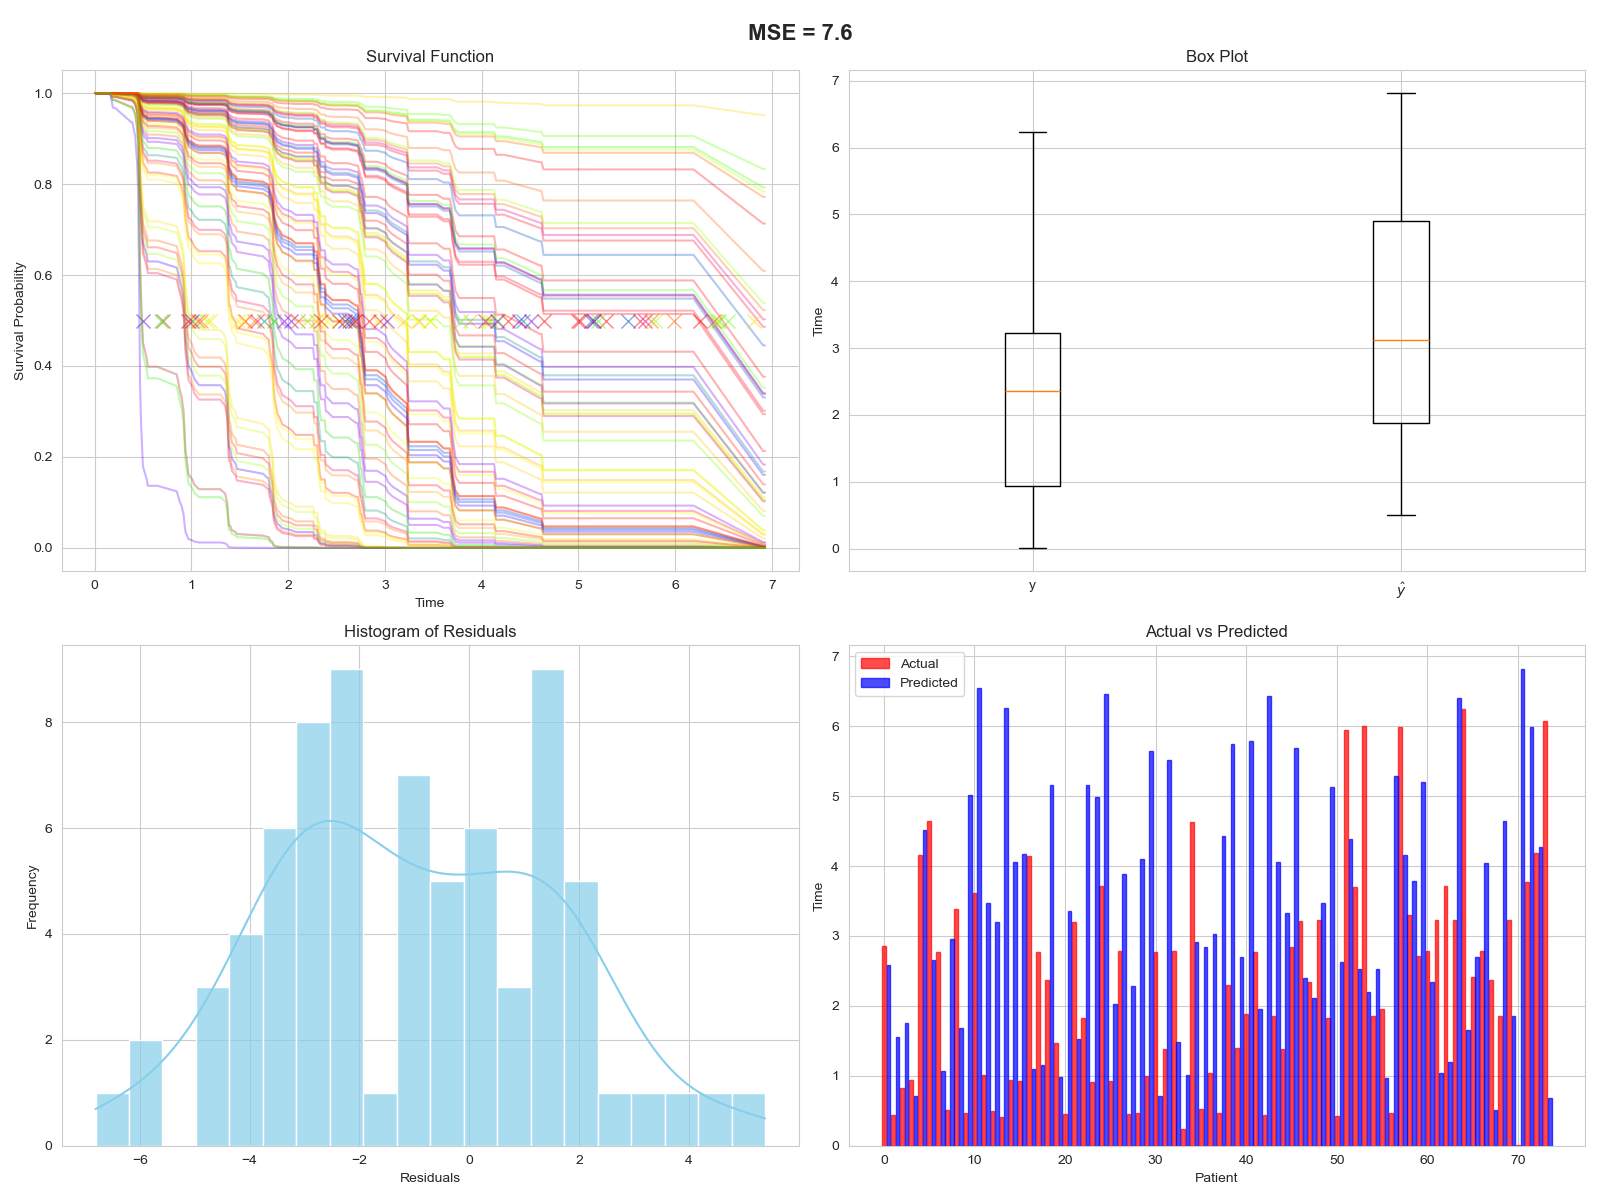 MSE = 7.6
Survival Function
1.0
0.8
0.6
0.4
0.2
0.0
Survival Probability
0 1 2 3 4 5 6 7
Time
Box Plot
7
6
5
4
3
2
1
0
Time
y ŷ
Histogram of Residuals
8
6
4
2
0
Frequency
−6 −4 −2 0 2 4
Residuals
Actual vs Predicted
Actual
Predicted
7
6
5
4
3
2
1
0
Time
0 10 20 30 40 50 60 70
Patient